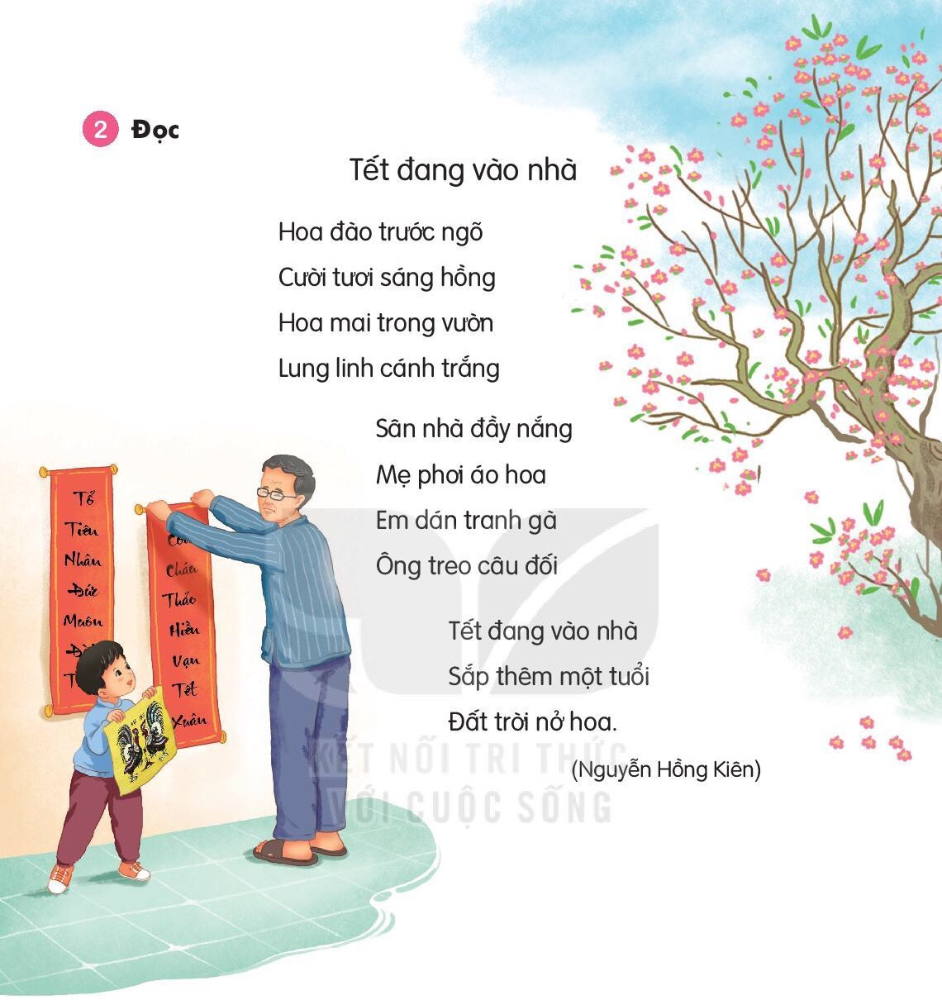 2 Đọc
Tết đang vào nhà
Hoa đào trước ngõ
Cười tươi sáng hồng
Hoa mai trong vườn
Lung linh cánh trắng
Sân nhà đầy nắng
Mẹ phơi áo hoa
Em dán tranh gà
Ông treo câu đối
Tết đang vào nhà
Sắp thêm một tuổi
Đất trời nở hoa.
(Nguyễn Hồng Kiên)
Tổ
Tiên
Nhân
Đức
Muôn
Cháu
Thảo
Hiền
Vạn
Tết
Xuân
KẾT NỐI TRI THỨC
VỚI CUỘC SỐNG